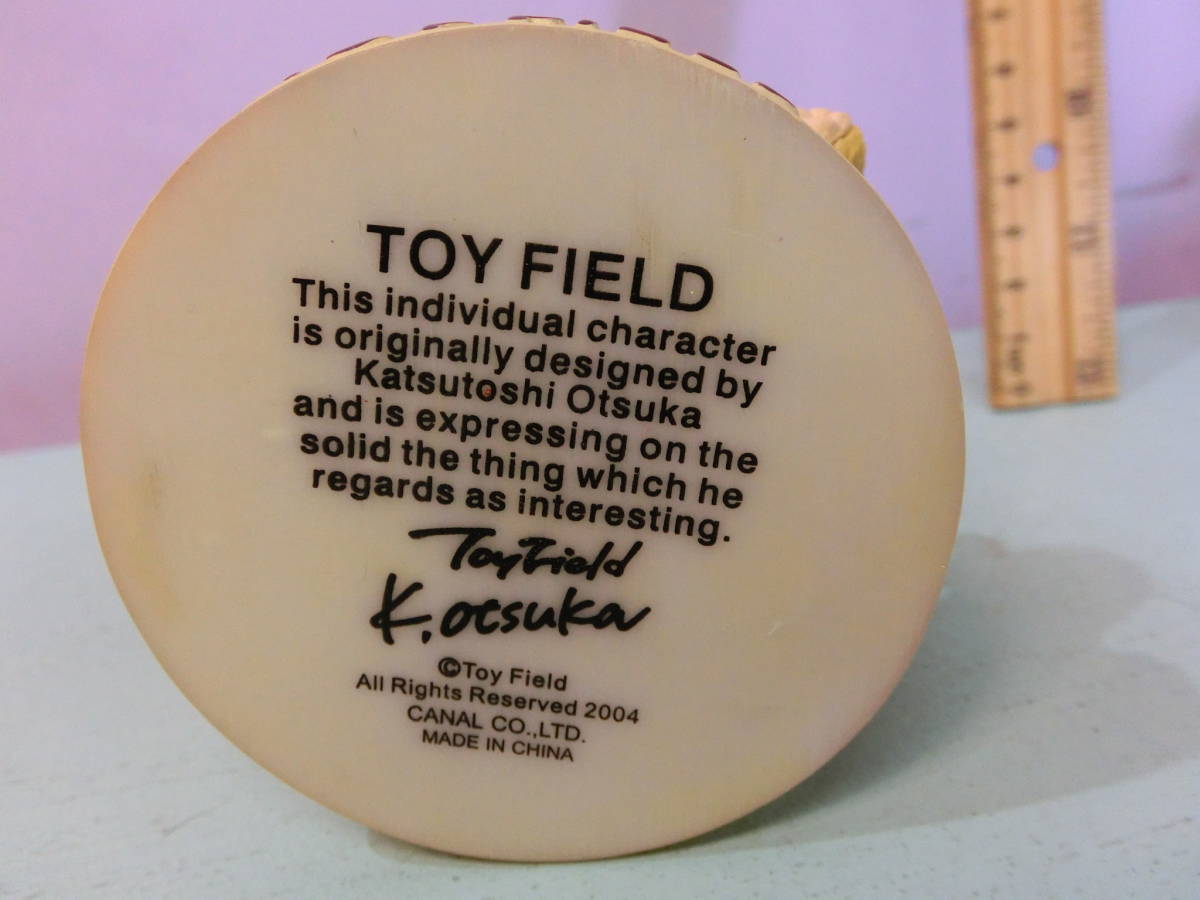 TOY FIELD
This individual character
is originally designed by
Katsutoshi Otsuka
and is expressing on the
solid the thing which he
regards as interesting.
ToyField
K.otsuka
©Toy Field
All Rights Reserved 2004
CANAL CO.,LTD.
MADE IN CHINA